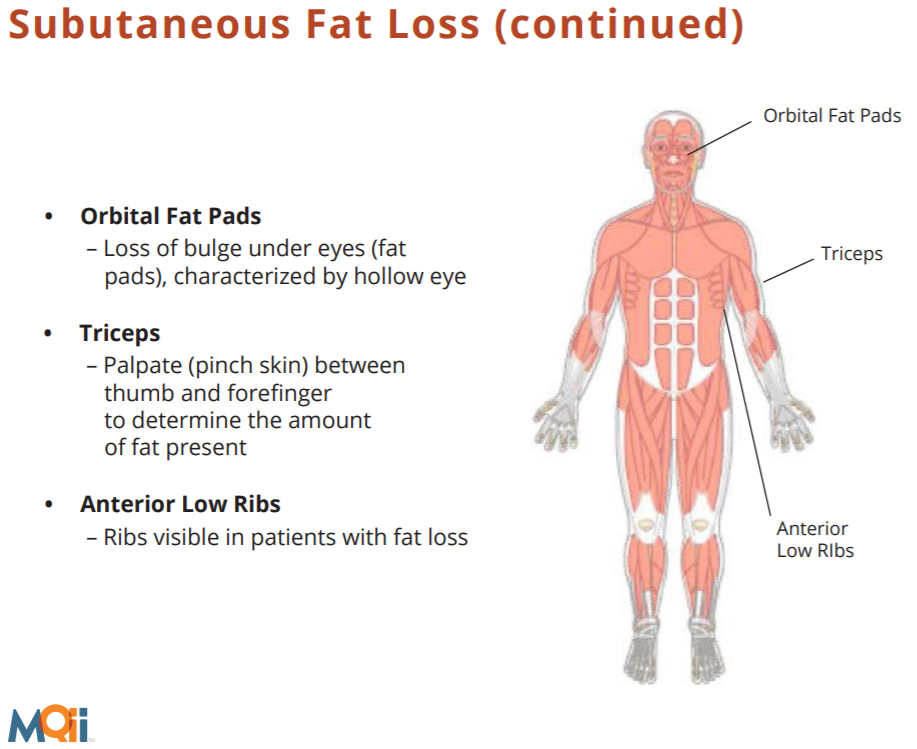 Subutaneous Fat Loss (continued)
• Orbital Fat Pads
– Loss of bulge under eyes (fat
pads), characterized by hollow eye
• Triceps
– Palpate (pinch skin) between
thumb and forefinger
to determine the amount
of fat present
• Anterior Low Ribs
– Ribs visible in patients with fat loss
Orbital Fat Pads
Triceps
Anterior
Low RIbs
MQii